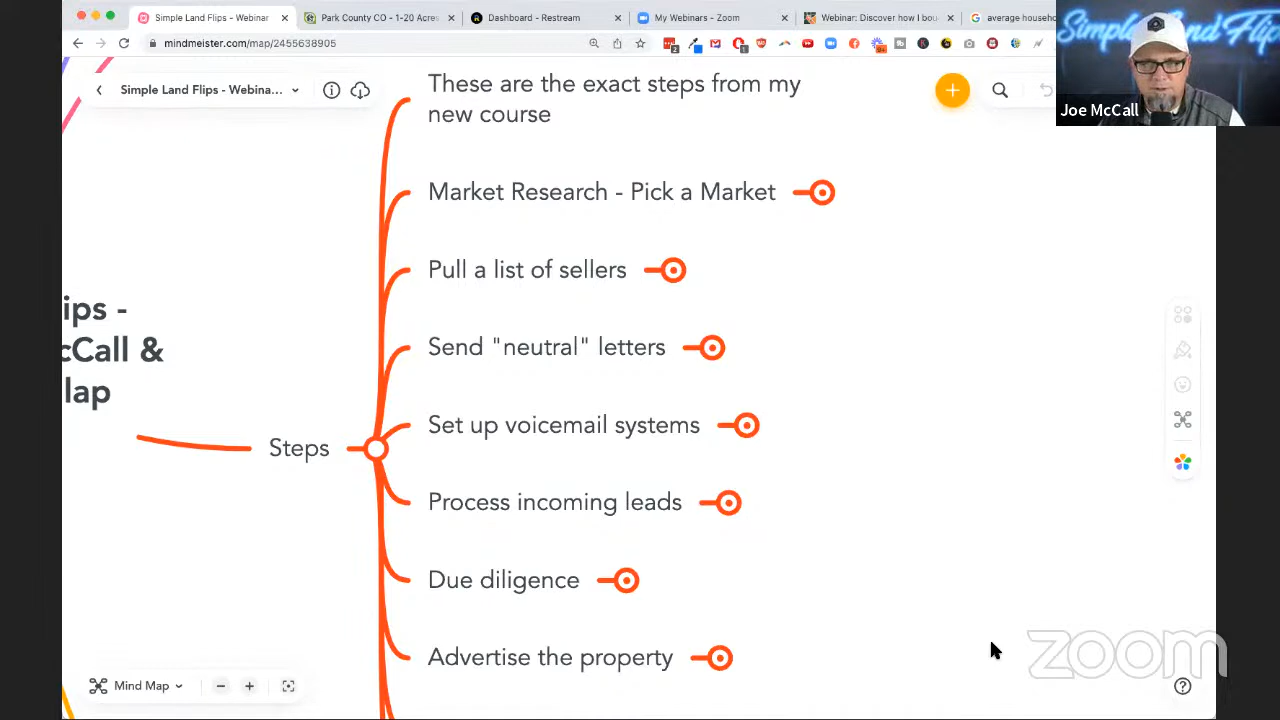 Simple Land Flips - Webinar
Park County CO - 1-20 Acres
Dashboard - Restream
My Webinars - Zoom
Webinar: Discover how I bou
average househo
mindmeister.com/map/2455638905
Simple Land Flip
Joe McCall
Simple Land Flips - Webina...
These are the exact steps from my
new course
Market Research - Pick a Market
Pull a list of sellers
ips -
cCall &
lap
Send "neutral" letters
Set up voicemail systems
Steps
Process incoming leads
Due diligence
Advertise the property
zoom
Mind Map